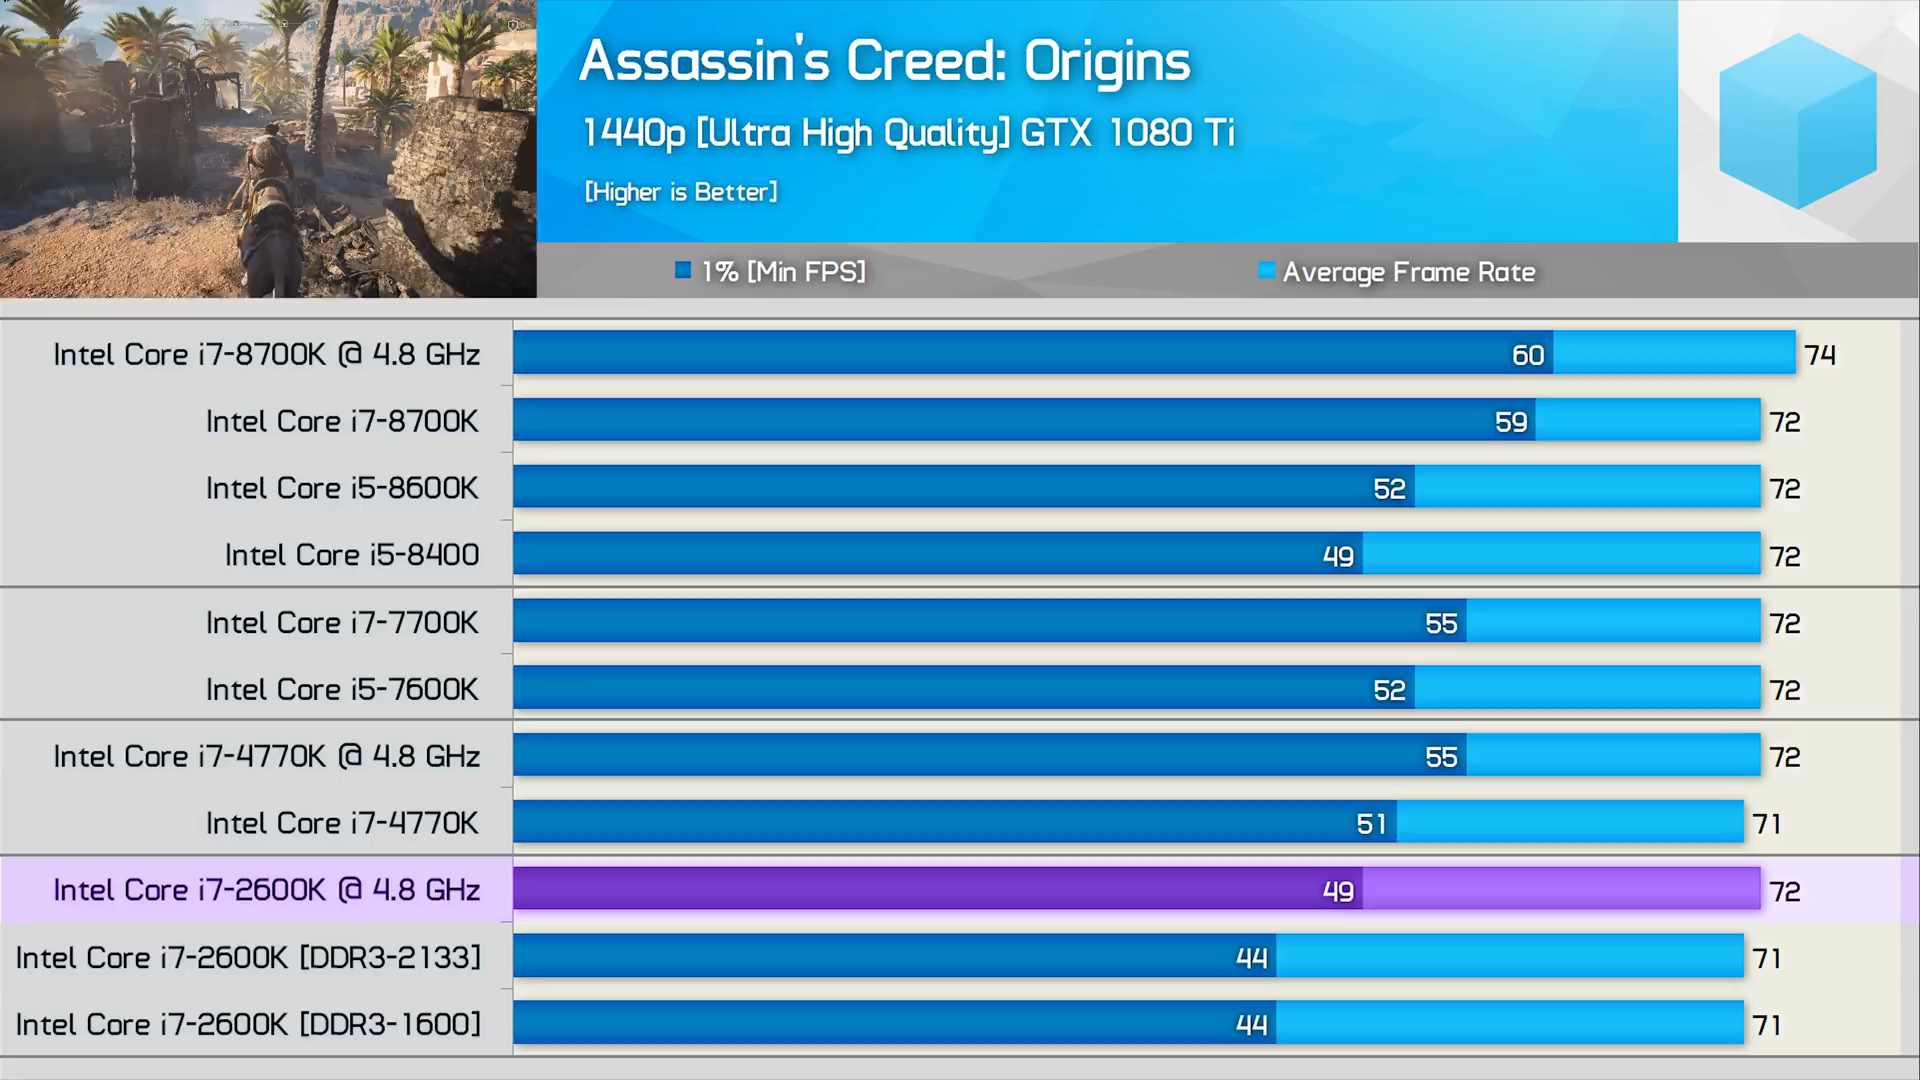 Assassin's Creed: Origins
1440p [Ultra High Quality] GTX 1080 Ti
[Higher is Better]
1% [Min FPS] Average Frame Rate
Intel Core i7-8700K @ 4.8 GHz 60 74
Intel Core i7-8700K 59 72
Intel Core i5-8600K 52 72
Intel Core i5-8400 49 72
Intel Core i7-7700K 55 72
Intel Core i5-7600K 52 72
Intel Core i7-4770K @ 4.8 GHz 55 72
Intel Core i7-4770K 51 71
Intel Core i7-2600K @ 4.8 GHz 49 72
Intel Core i7-2600K [DDR3-2133] 44 71
Intel Core i7-2600K [DDR3-1600] 44 71